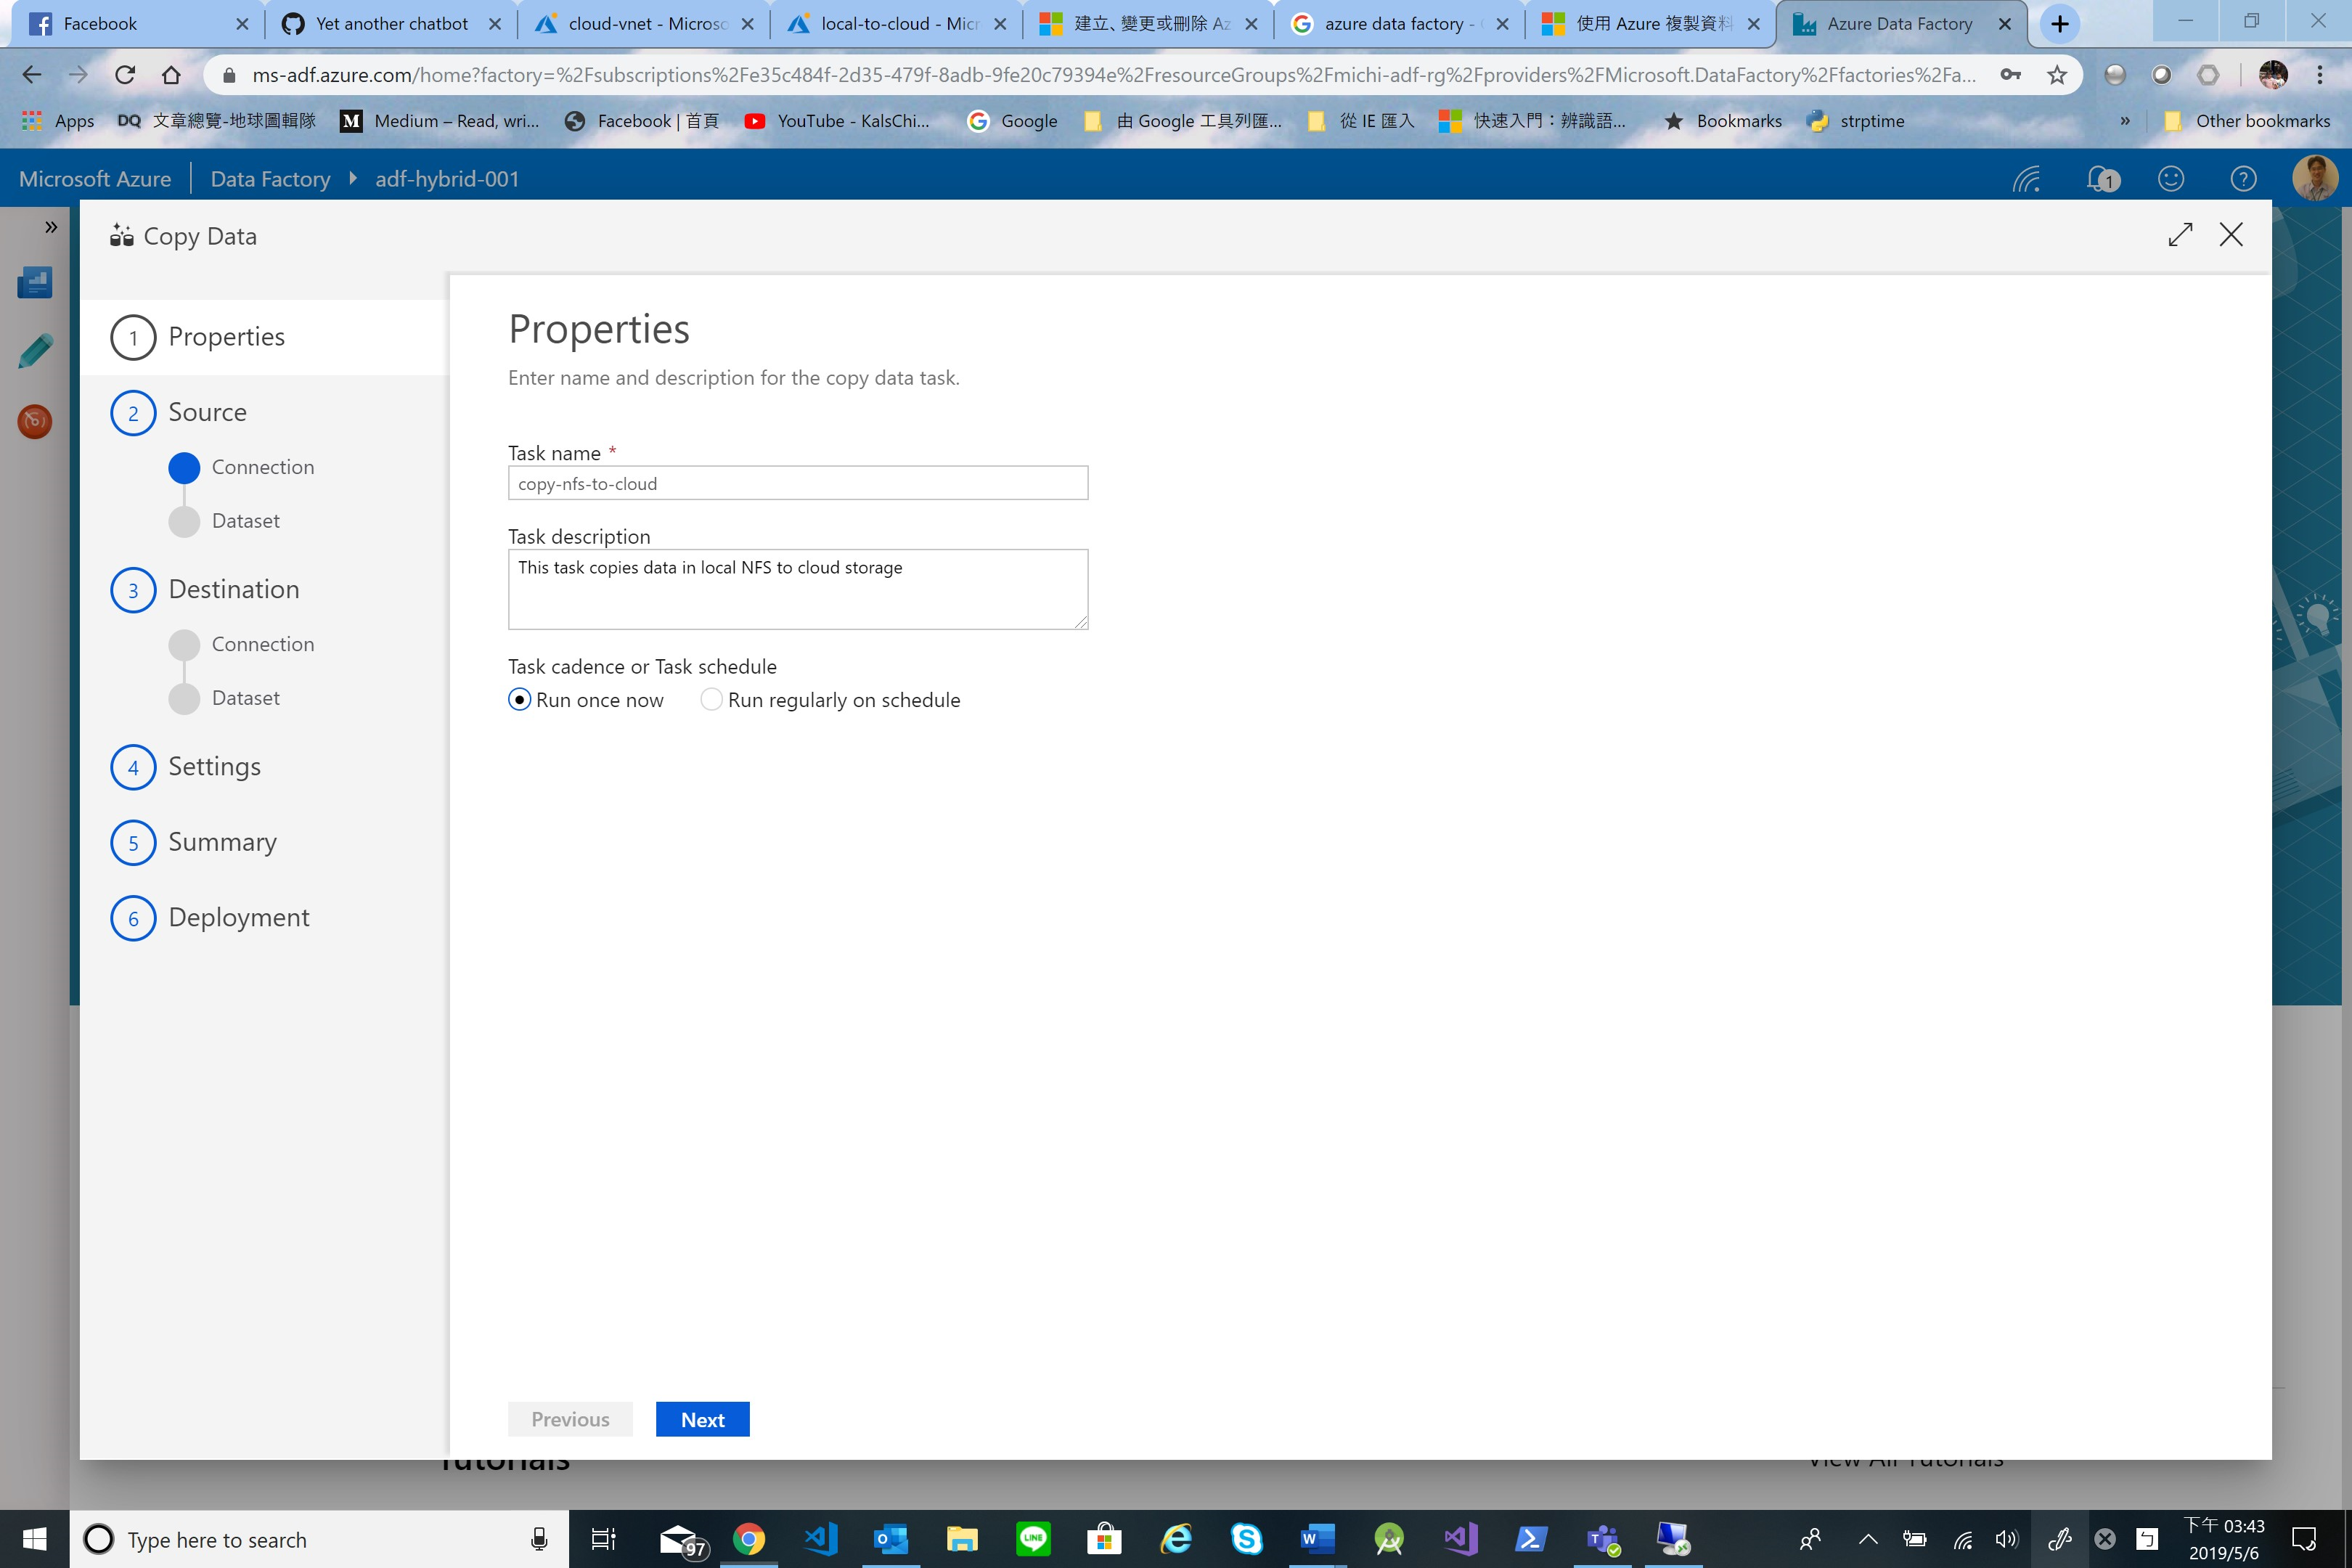 Facebook
Yet another chatbot
cloud-vnet - Microso
local-to-cloud - Micr
建立、變更或刪除 Az
azure data factory -
使用 Azure 複製資料
Azure Data Factory
ms-adf.azure.com/home?factory=%2Fsubscriptions%2Fe35c484f-2d35-479f-8adb-9fe20c79394e%2FresourceGroups%2Fmichi-adf-rg%2Fproviders%2FMicrosoft.DataFactory%2Ffactories%2Fa...
Apps
DQ 文章總覽-地球圖輯隊
M Medium – Read, wri...
Facebook | 首頁
YouTube - KalsChi...
Google
由 Google 工具列匯...
從 IE 匯入
快速入門：辨識語...
Bookmarks
strptime
»
Other bookmarks
Microsoft Azure
Data Factory
adf-hybrid-001
1
Copy Data
1 Properties
2 Source
Connection
Dataset
3 Destination
Connection
Dataset
4 Settings
5 Summary
6 Deployment
Properties
Enter name and description for the copy data task.
Task name *
copy-nfs-to-cloud
Task description
This task copies data in local NFS to cloud storage
Task cadence or Task schedule
Run once now
Run regularly on schedule
Previous
Next
Tutorials
View All Tutorials
Type here to search
97
LINE
下午 03:43
2019/5/6